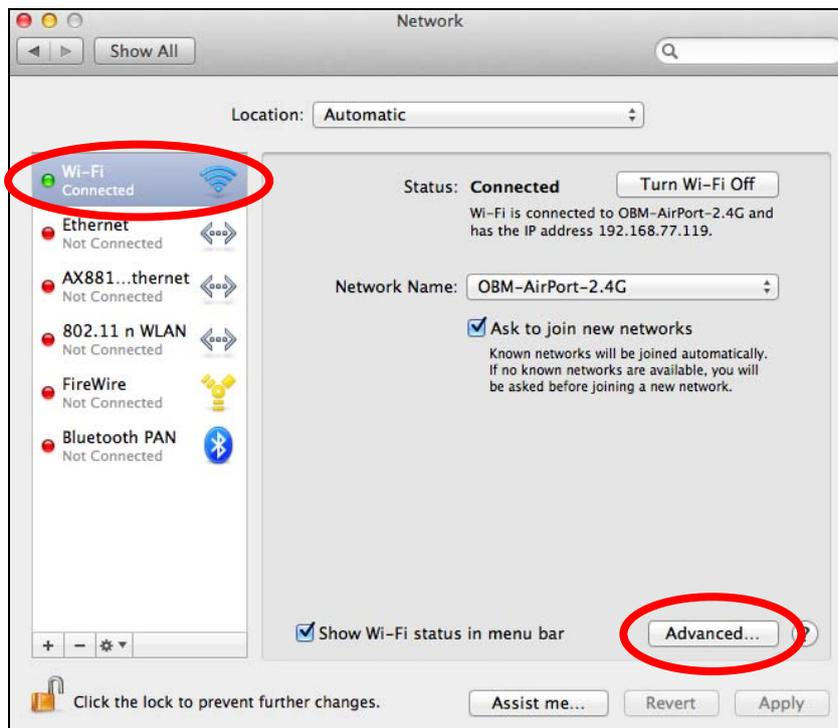 Network
Show All
Location: Automatic
Wi-Fi
Connected
Ethernet
Not Connected
AX881...thernet
Not Connected
802.11 n WLAN
Not Connected
FireWire
Not Connected
Bluetooth PAN
Not Connected
Status: Connected
Turn Wi-Fi Off
Wi-Fi is connected to OBM-AirPort-2.4G and
has the IP address 192.168.77.119.
Network Name: OBM-AirPort-2.4G
Ask to join new networks
Known networks will be joined automatically.
If no known networks are available, you will
be asked before joining a new network.
Show Wi-Fi status in menu bar
Advanced...
?
Click the lock to prevent further changes.
Assist me...
Revert
Apply